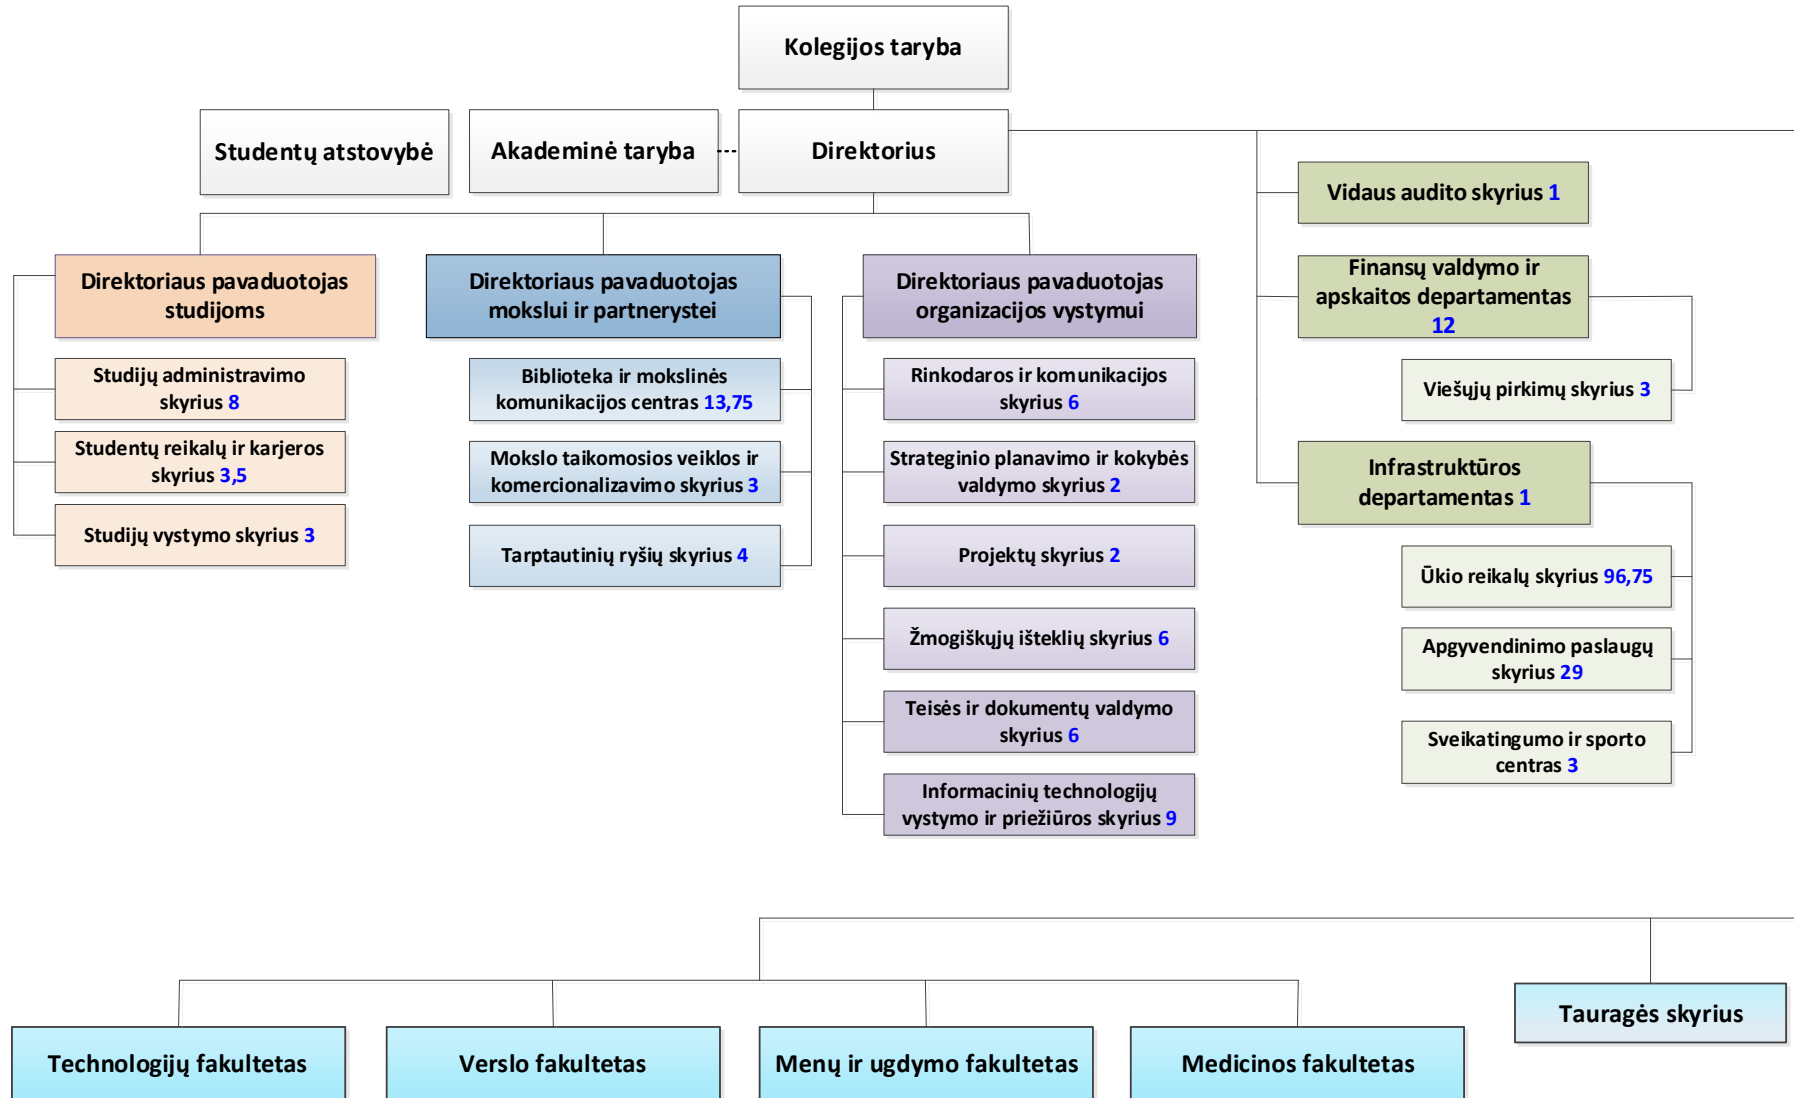 Kolegijos taryba
Studentų atstovybė
Akademinė taryba
Direktorius
Vidaus audito skyrius 1
Direktoriaus pavaduotojas
studijoms
Direktoriaus pavaduotojas
mokslui ir partnerystei
Direktoriaus pavaduotojas
organizacijos vystymui
Finansų valdymo ir
apskaitos departamentas
12
Studijų administravimo
skyrius 8
Studentų reikalų ir karjeros
skyrius 3,5
Studijų vystymo skyrius 3
Biblioteka ir mokslinės
komunikacijos centras 13,75
Mokslo taikomosios veiklos ir
komercionalizavimo skyrius 3
Tarptautinių ryšių skyrius 4
Rinkodaros ir komunikacijos
skyrius 6
Strateginio planavimo ir kokybės
valdymo skyrius 2
Projektų skyrius 2
Žmogiškųjų išteklių skyrius 6
Teisės ir dokumentų valdymo
skyrius 6
Informacinių technologijų
vystymo ir priežiūros skyrius 9
Viešųjų pirkimų skyrius 3
Infrastruktūros
departamentas 1
Ūkio reikalų skyrius 96,75
Apgyvendinimo paslaugų
skyrius 29
Sveikatingumo ir sporto
centras 3
Tauragės skyrius
Technologijų fakultetas
Verslo fakultetas
Menų ir ugdymo fakultetas
Medicinos fakultetas